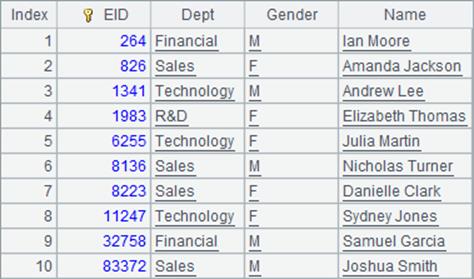 Index EID Dept Gender Name
1 264 Financial M Ian Moore
2 826 Sales F Amanda Jackson
3 1341 Technology M Andrew Lee
4 1983 R&D F Elizabeth Thomas
5 6255 Technology F Julia Martin
6 8136 Sales M Nicholas Turner
7 8223 Sales F Danielle Clark
8 11247 Technology F Sydney Jones
9 32758 Financial M Samuel Garcia
10 83372 Sales M Joshua Smith